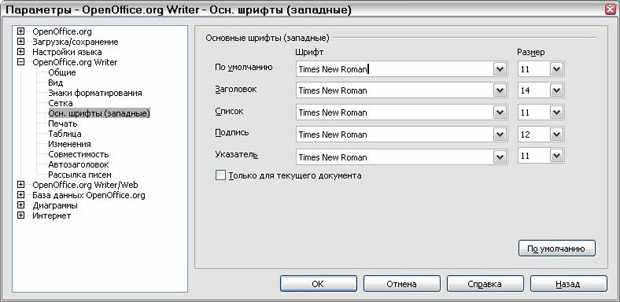 Параметры - OpenOffice.org Writer - Осн. шрифты (западные)
OpenOffice.org
Загрузка/сохранение
Настройки языка
OpenOffice.org Writer
Общие
Вид
Знаки форматирования
Сетка
Осн. шрифты (западные)
Печать
Таблица
Изменения
Совместимость
Автозаголовок
Рассылка писем
OpenOffice.org Writer/Web
База данных OpenOffice.org
Диаграммы
Интернет
Основные шрифты (западные)
Шрифт Размер
По умолчанию Times New Roman 11
Заголовок Times New Roman 14
Список Times New Roman 11
Подпись Times New Roman 12
Указатель Times New Roman 11
Только для текущего документа
По умолчанию
OK Отмена Справка Назад